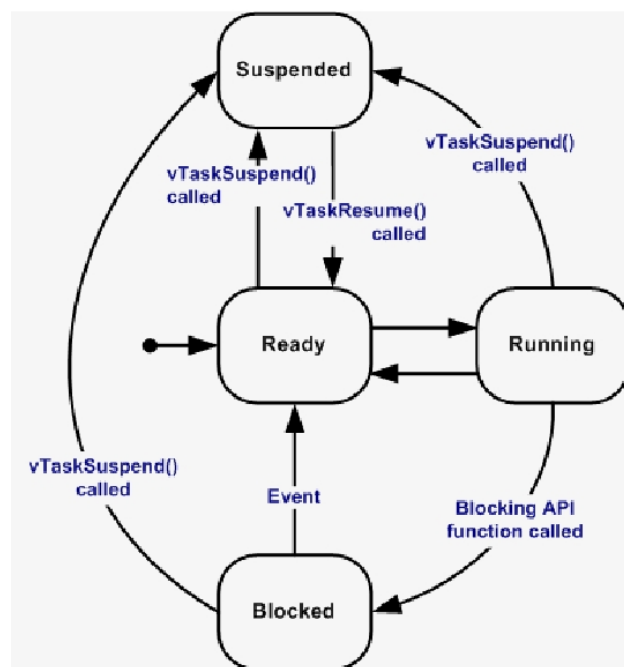 Suspended
vTaskSuspend()
called
vTaskSuspend()
called
vTaskResume()
called
Ready
Running
vTaskSuspend()
called
Event
Blocking API
function called
Blocked